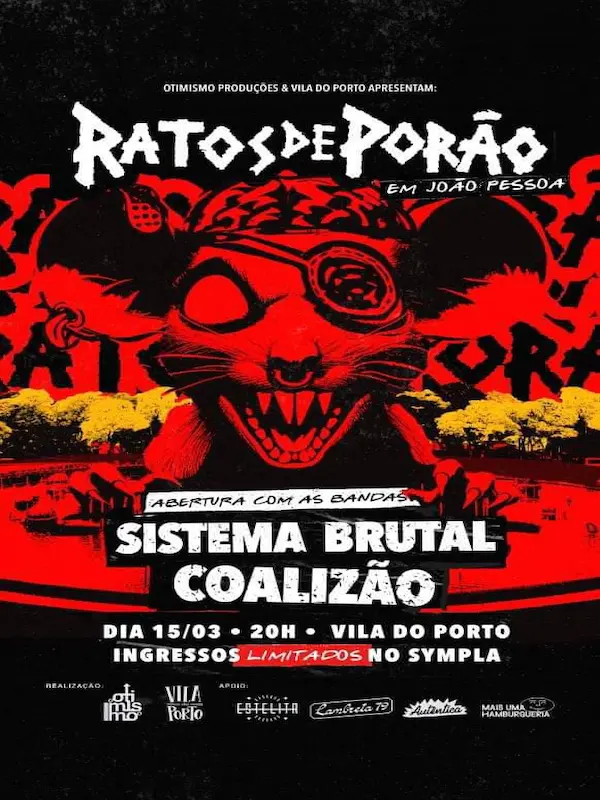 OTIMISMO PRODUÇÕES & VILA DO PORTO APRESENTAM:
RATOS DE PORÃO
EM JOÃO PESSOA
ABERTURA COM AS BANDAS
SISTEMA BRUTAL
COALIZÃO
DIA 15/03 • 20H • VILA DO PORTO
INGRESSOS LIMITADOS NO SYMPLA
REALIZAÇÃO:
otimismo
VILA DO PORTO
APOIO:
ESTELITA
Lambreta 79
Autêntica
MAIS UMA HAMBURGUERIA